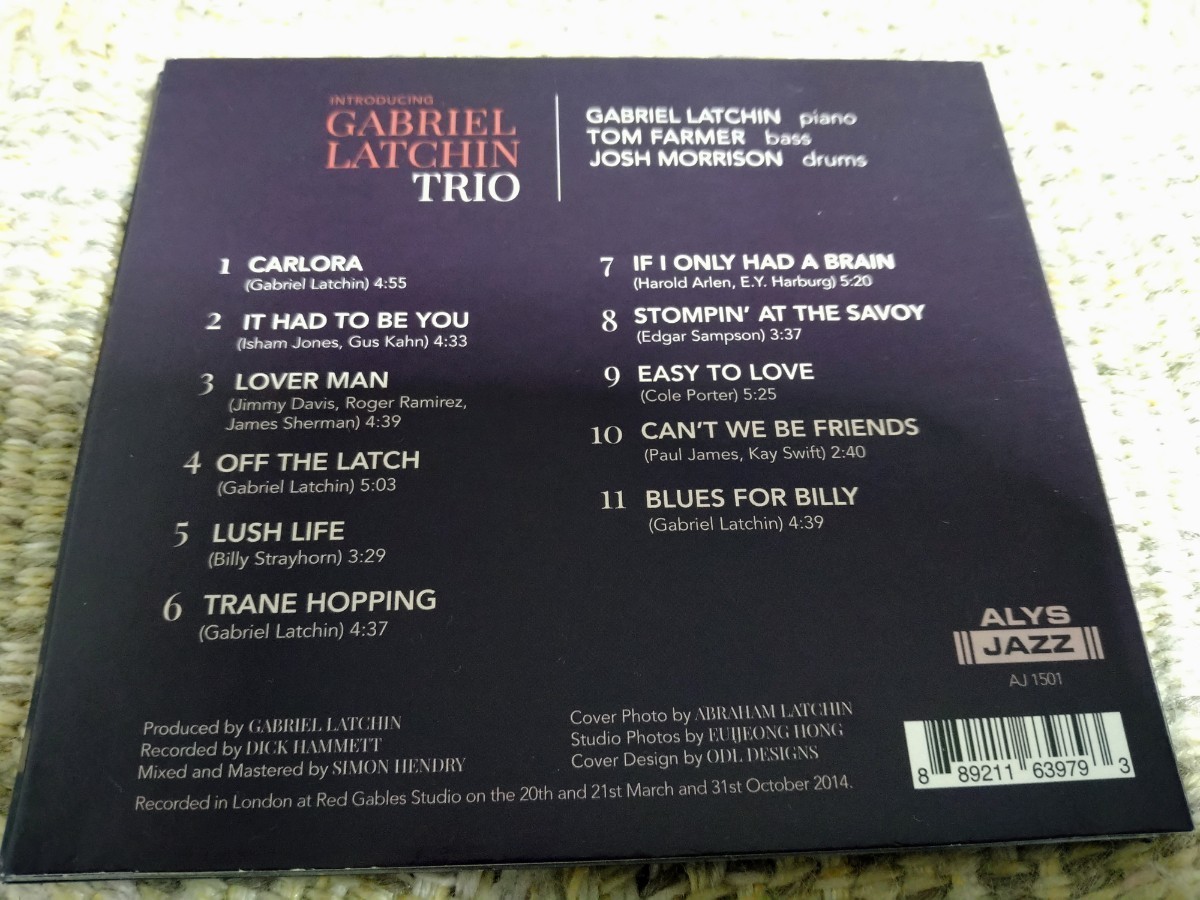 INTRODUCING
GABRIEL
LATCHIN
TRIO
GABRIEL LATCHIN piano
TOM FARMER bass
JOSH MORRISON drums
1 CARLORA
(Gabriel Latchin) 4:55
2 IT HAD TO BE YOU
(Isham Jones, Gus Kahn) 4:33
3 LOVER MAN
(Jimmy Davis, Roger Ramirez,
James Sherman) 4:39
4 OFF THE LATCH
(Gabriel Latchin) 5:03
5 LUSH LIFE
(Billy Strayhorn) 3:29
6 TRANE HOPPING
(Gabriel Latchin) 4:37
7 IF I ONLY HAD A BRAIN
(Harold Arlen, E.Y. Harburg) 5:20
8 STOMPIN' AT THE SAVOY
(Edgar Sampson) 3:37
9 EASY TO LOVE
(Cole Porter) 5:25
10 CAN'T WE BE FRIENDS
(Paul James, Kay Swift) 2:40
11 BLUES FOR BILLY
(Gabriel Latchin) 4:39
ALYS
JAZZ
AJ 1501
Produced by GABRIEL LATCHIN
Recorded by DICK HAMMETT
Mixed and Mastered by SIMON HENDRY
Cover Photo by ABRAHAM LATCHIN
Studio Photos by EUIJEONG HONG
Cover Design by ODL DESIGNS
Recorded in London at Red Gables Studio on the 20th and 21st March and 31st October 2014.
8 89211 63979 3